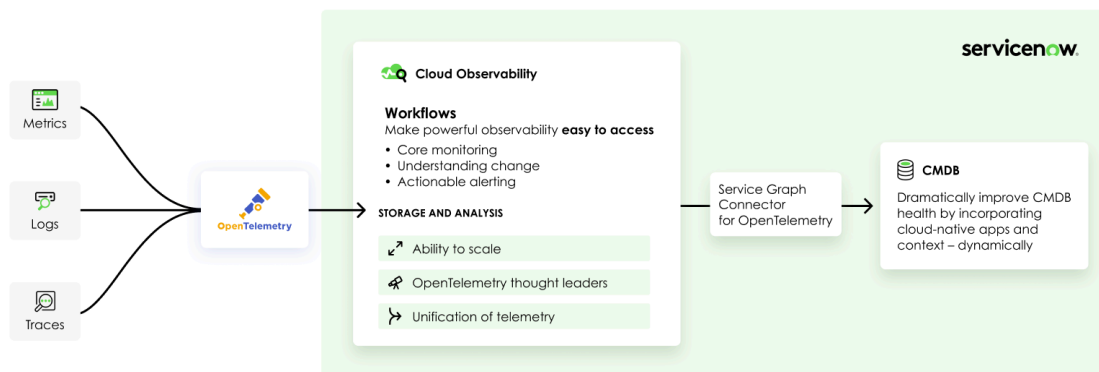 servicenow.
Cloud Observability
Workflows
Make powerful observability easy to access
• Core monitoring
• Understanding change
• Actionable alerting
STORAGE AND ANALYSIS
Ability to scale
OpenTelemetry thought leaders
Unification of telemetry
Metrics
Logs
Traces
OpenTelemetry
Service Graph
Connector
for OpenTelemetry
CMDB
Dramatically improve CMDB
health by incorporating
cloud-native apps and
context – dynamically